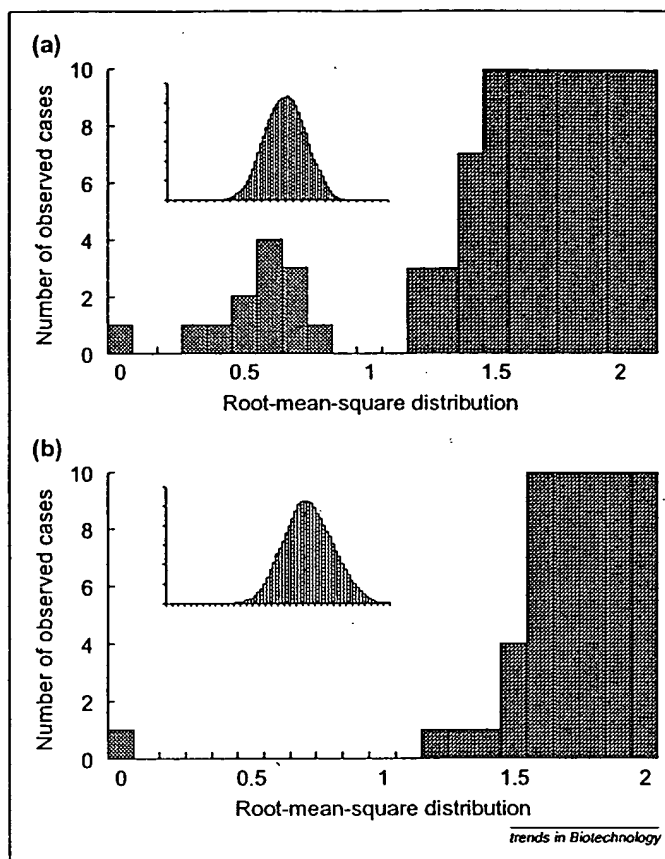 (a)
10
8
6
4
2
0
Number of observed cases
0 0.5 1 1.5 2
Root-mean-square distribution
(b)
10
8
6
4
2
0
Number of observed cases
0 0.5 1 1.5 2
Root-mean-square distribution
trends in Biotechnology